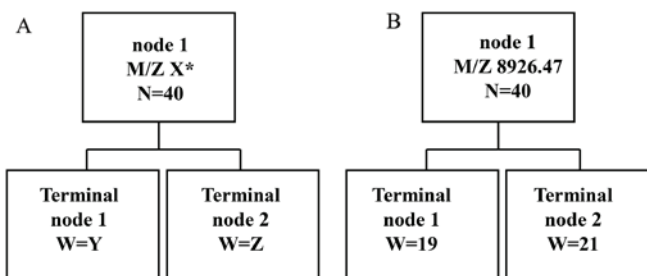 A
node 1
M/Z X*
N=40
Terminal
node 1
W=Y
Terminal
node 2
W=Z
B
node 1
M/Z 8926.47
N=40
Terminal
node 1
W=19
Terminal
node 2
W=21